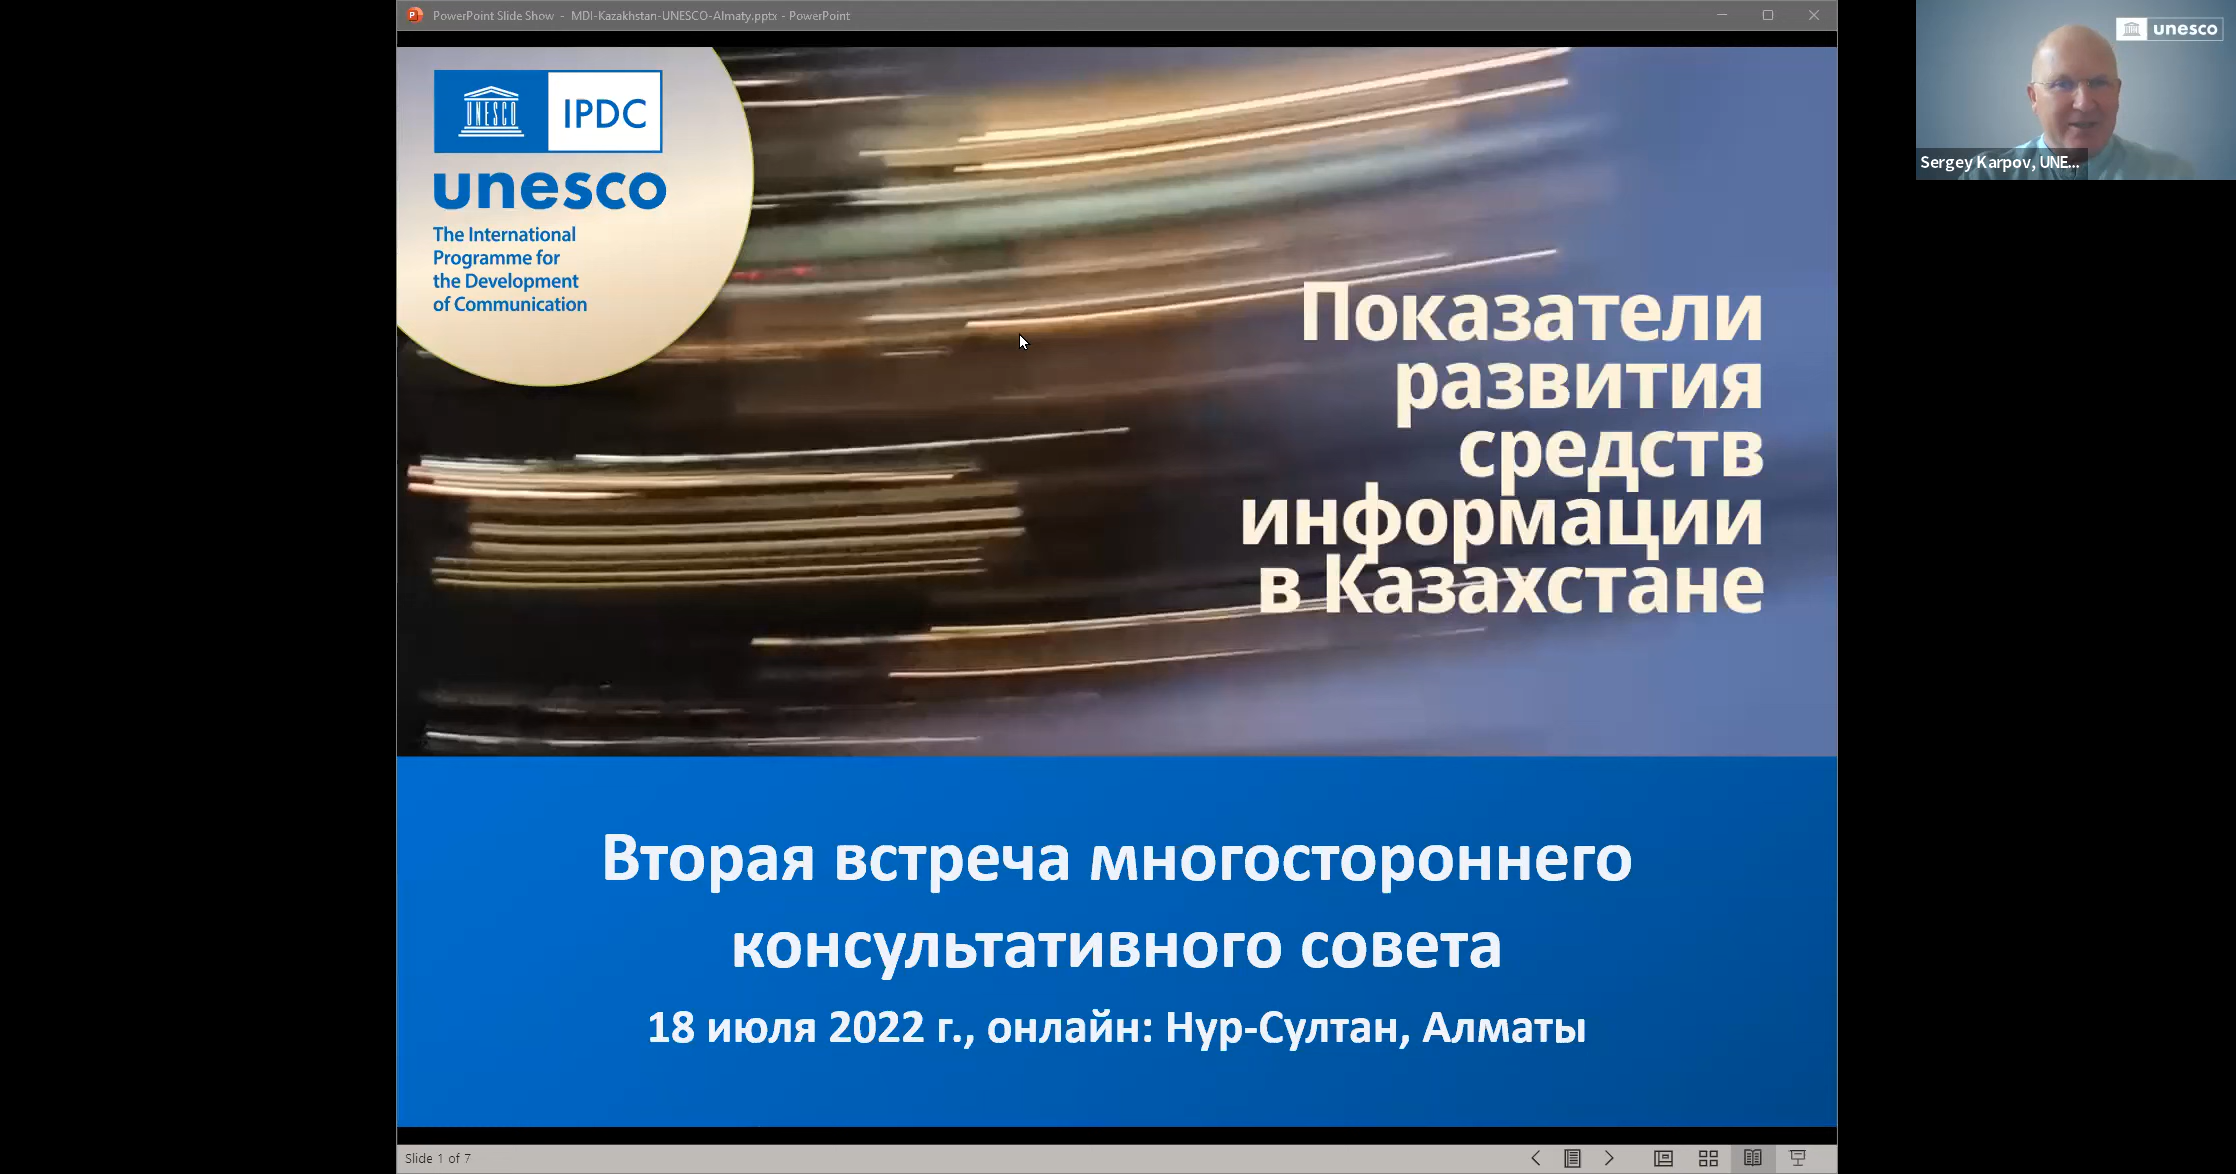 PowerPoint Slide Show - MDI-Kazakhstan-UNESCO-Almaty.pptx - PowerPoint
UNESCO
IPDC
unesco
The International
Programme for
the Development
of Communication
Показатели
развития
средств
информации
в Казахстане
Вторая встреча многостороннего
консультативного совета
18 июля 2022 г., онлайн: Нур-Султан, Алматы
Slide 1 of 7
unesco
Sergey Karpov, UNE...